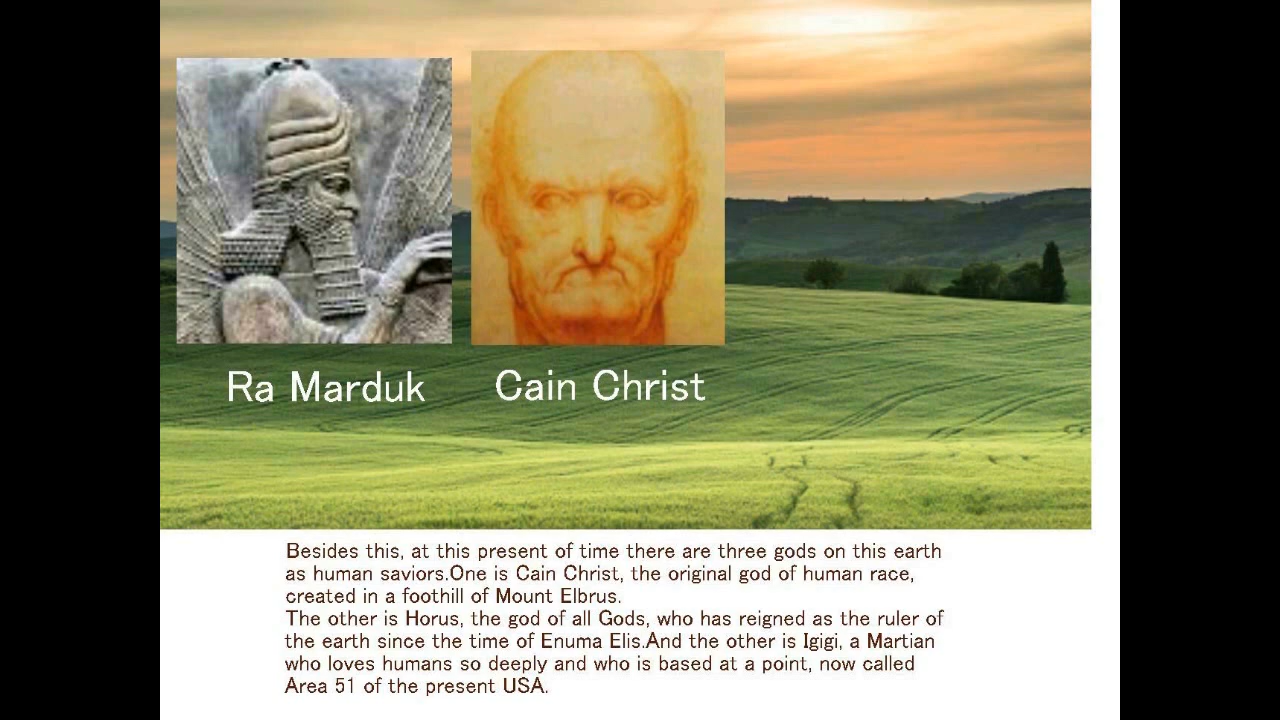 Ra Marduk
Cain Christ
Besides this, at this present of time there are three gods on this earth
as human saviors.One is Cain Christ, the original god of human race,
created in a foothill of Mount Elbrus.
The other is Horus, the god of all Gods, who has reigned as the ruler of
the earth since the time of Enuma Elis.And the other is Igigi, a Martian
who loves humans so deeply and who is based at a point, now called
Area 51 of the present USA.